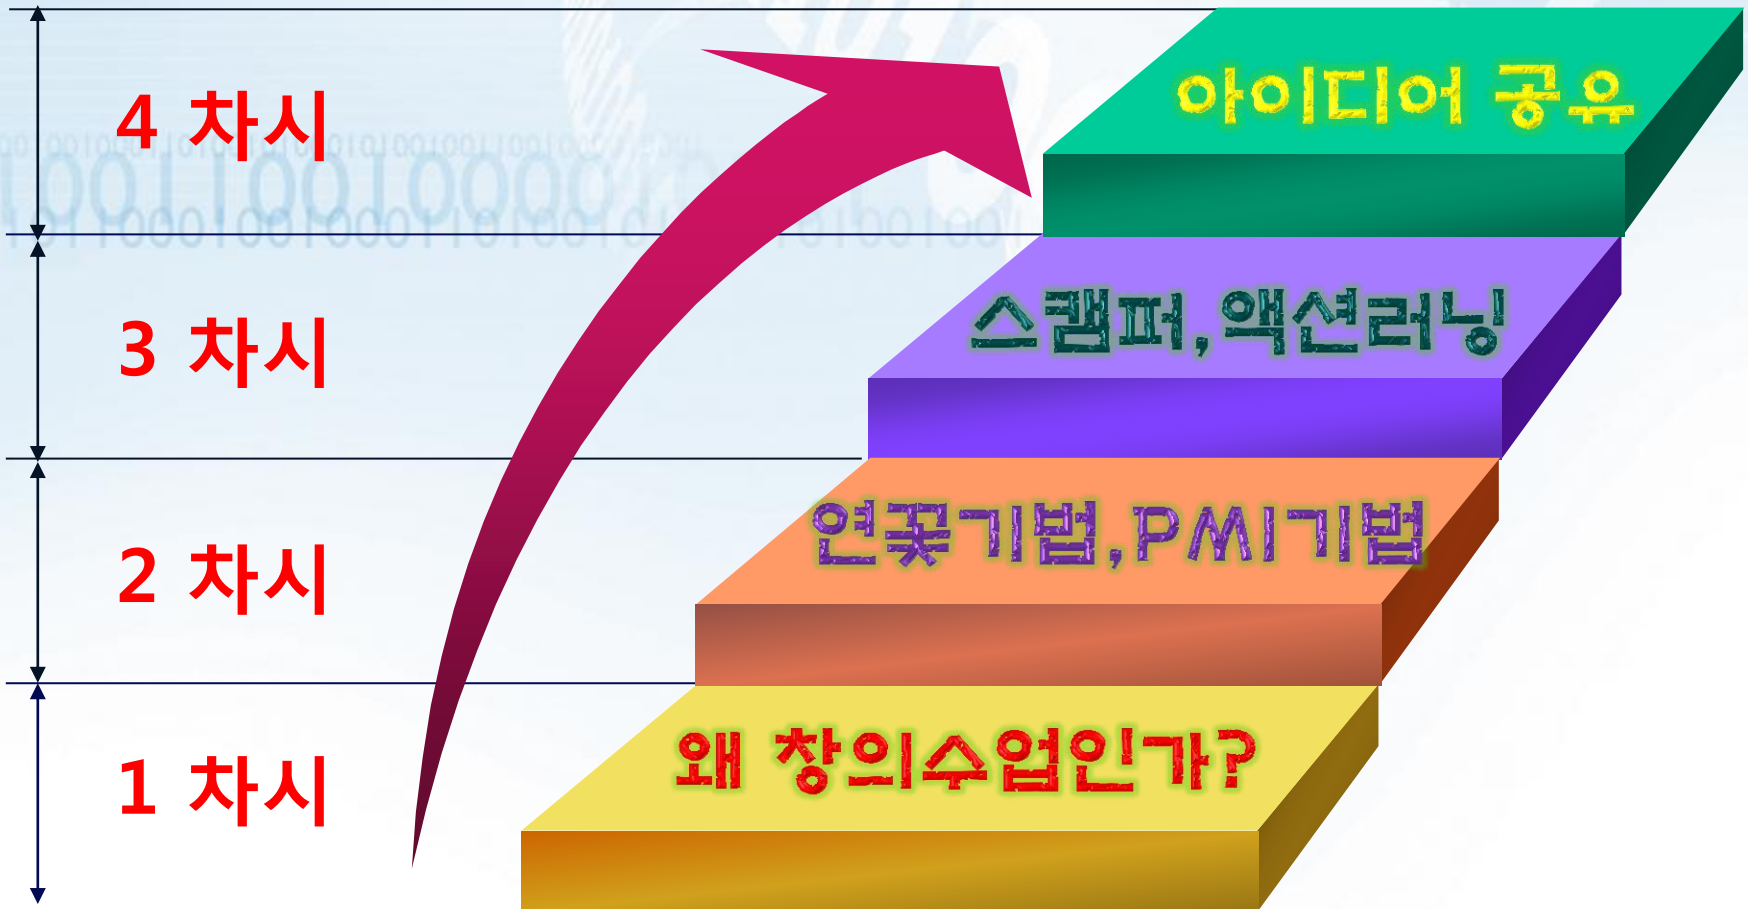 4 차시
아이디어 공유
3 차시
스캠퍼,액션러닝
2 차시
연꽃기법,PMI기법
1 차시
왜 창의수업인가?